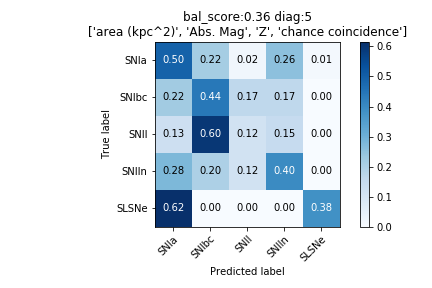 bal_score:0.36 diag:5
['area (kpc^2)', 'Abs. Mag', 'Z', 'chance coincidence']
True label
SNIa 0.50 0.22 0.02 0.26 0.01
SNIbc 0.22 0.44 0.17 0.17 0.00
SNII 0.13 0.60 0.12 0.15 0.00
SNIIn 0.28 0.20 0.12 0.40 0.00
SLSNe 0.62 0.00 0.00 0.00 0.38
SNIa SNIbc SNII SNIIn SLSNe
Predicted label
0.6
0.5
0.4
0.3
0.2
0.1
0.0